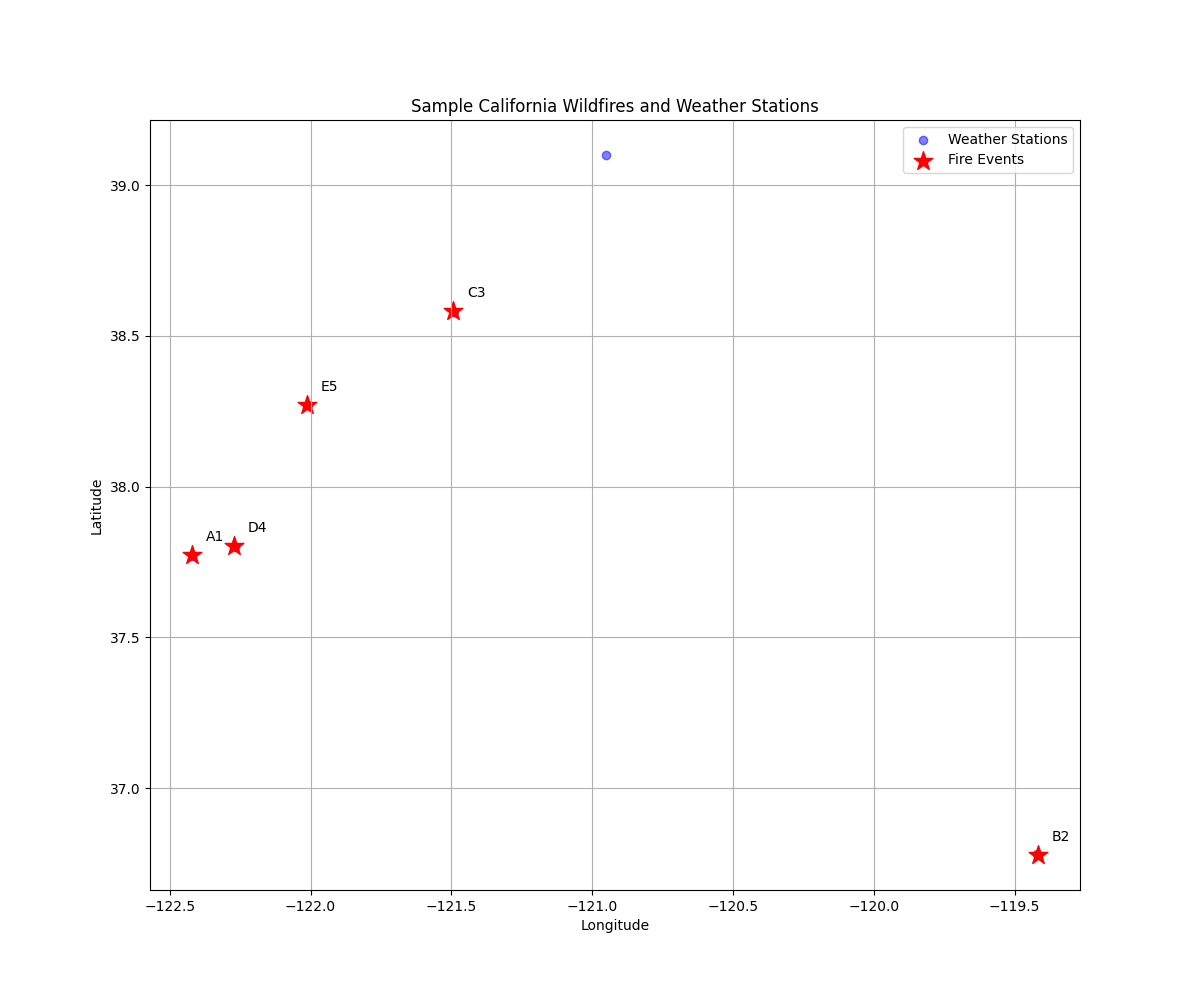 Sample California Wildfires and Weather Stations
Weather Stations
Fire Events
39.0
C3
38.5
E5
38.0
Latitude
D4
A1
37.5
37.0
B2
−122.5 −122.0 −121.5 −121.0 −120.5 −120.0 −119.5
Longitude